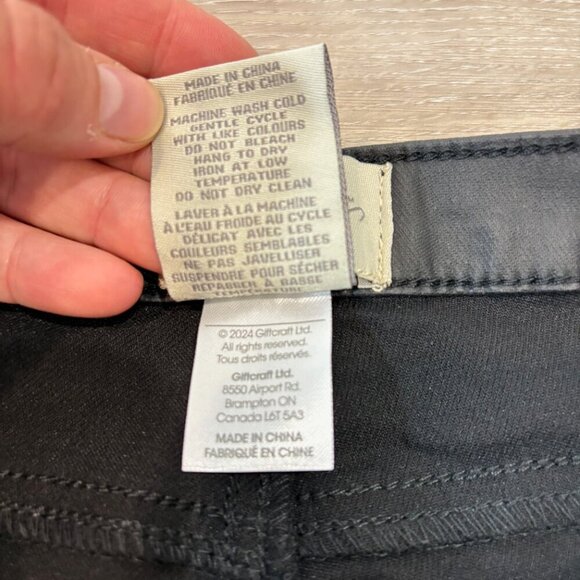 MADE IN CHINA
FABRIQUÉ EN CHINE
MACHINE WASH COLD
GENTLE CYCLE
WITH LIKE COLOURS
DO NOT BLEACH
HANG TO DRY
IRON AT LOW
TEMPERATURE
DO NOT DRY CLEAN
LAVER À LA MACHINE
À L'EAU FROIDE AU CYCLE
DÉLICAT AVEC LES
COULEURS SEMBLABLES
NE PAS JAVELLISER
SUSPENDRE POUR SÉCHER
REPASSER À BASSE
TEMPÉRATURE
© 2024 Giftcraft Ltd.
All rights reserved.
Tous droits réservés.
Giftcraft Ltd.
8550 Airport Rd.
Brampton ON
Canada L6T 5A3
MADE IN CHINA
FABRIQUÉ EN CHINE